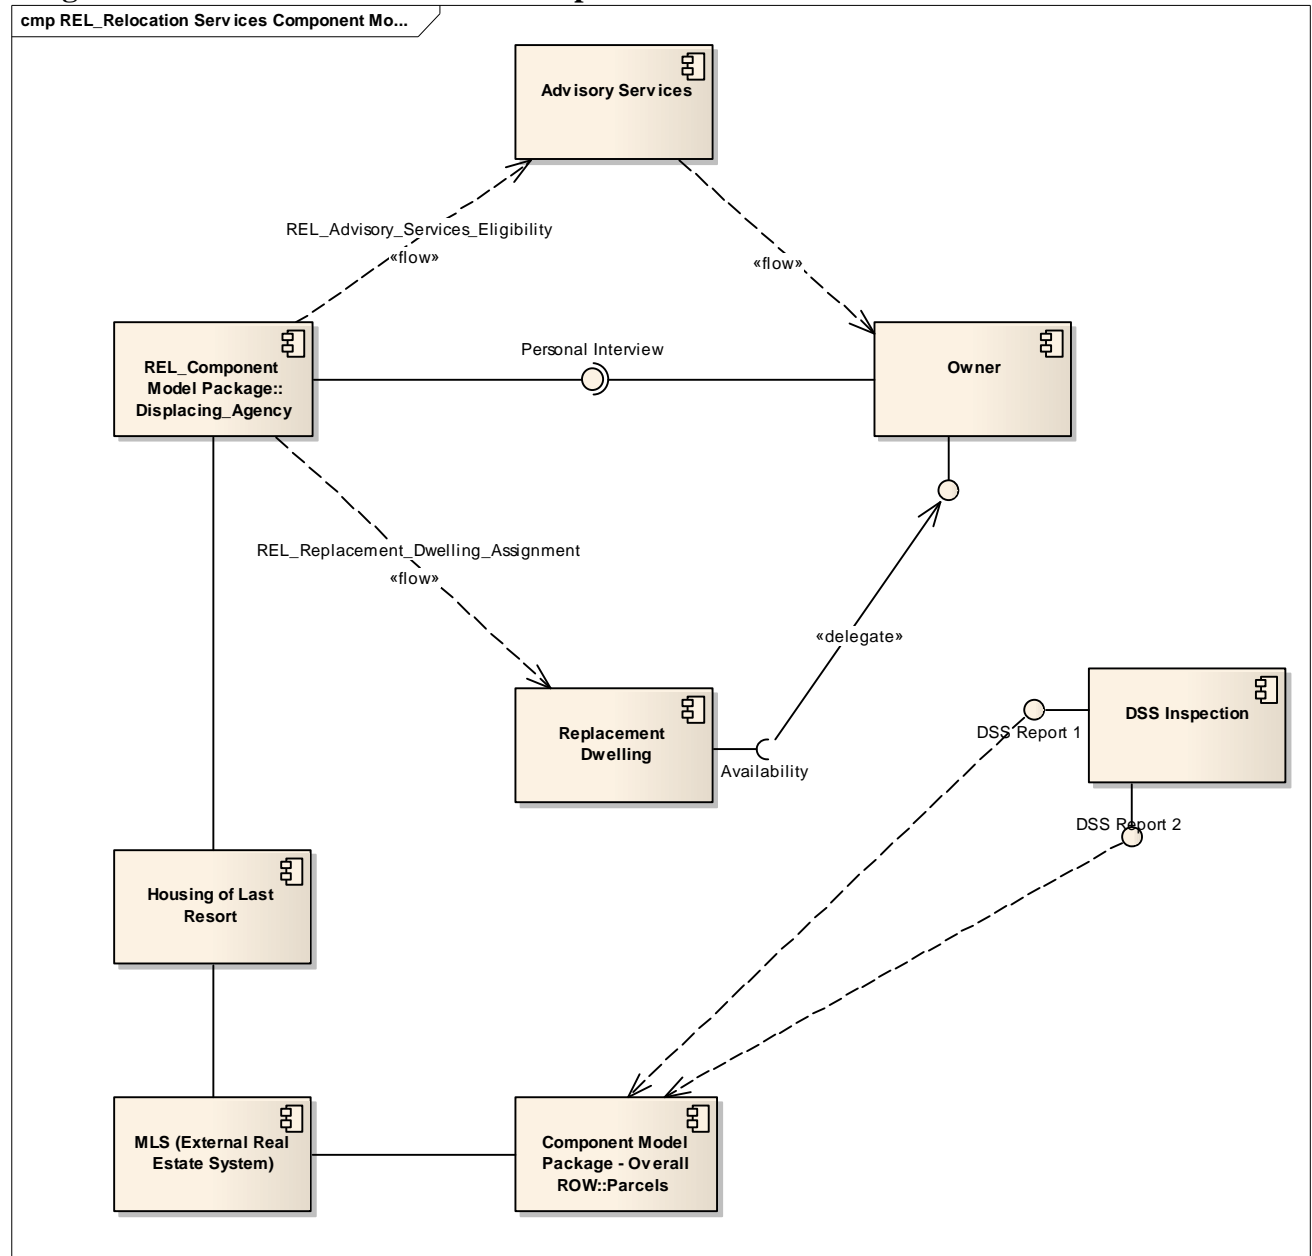 cmp REL_Relocation Services Component Mo...
Advisory Services
REL_Advisory_Services_Eligibility
«flow»
«flow»
Personal Interview
REL_Component
Model Package::
Displacing_Agency
Owner
REL_Replacement_Dwelling_Assignment
«flow»
«delegate»
Replacement
Dwelling
Availability
DSS Inspection
DSS Report 1
DSS Report 2
Housing of Last
Resort
MLS (External Real
Estate System)
Component Model
Package - Overall
ROW::Parcels